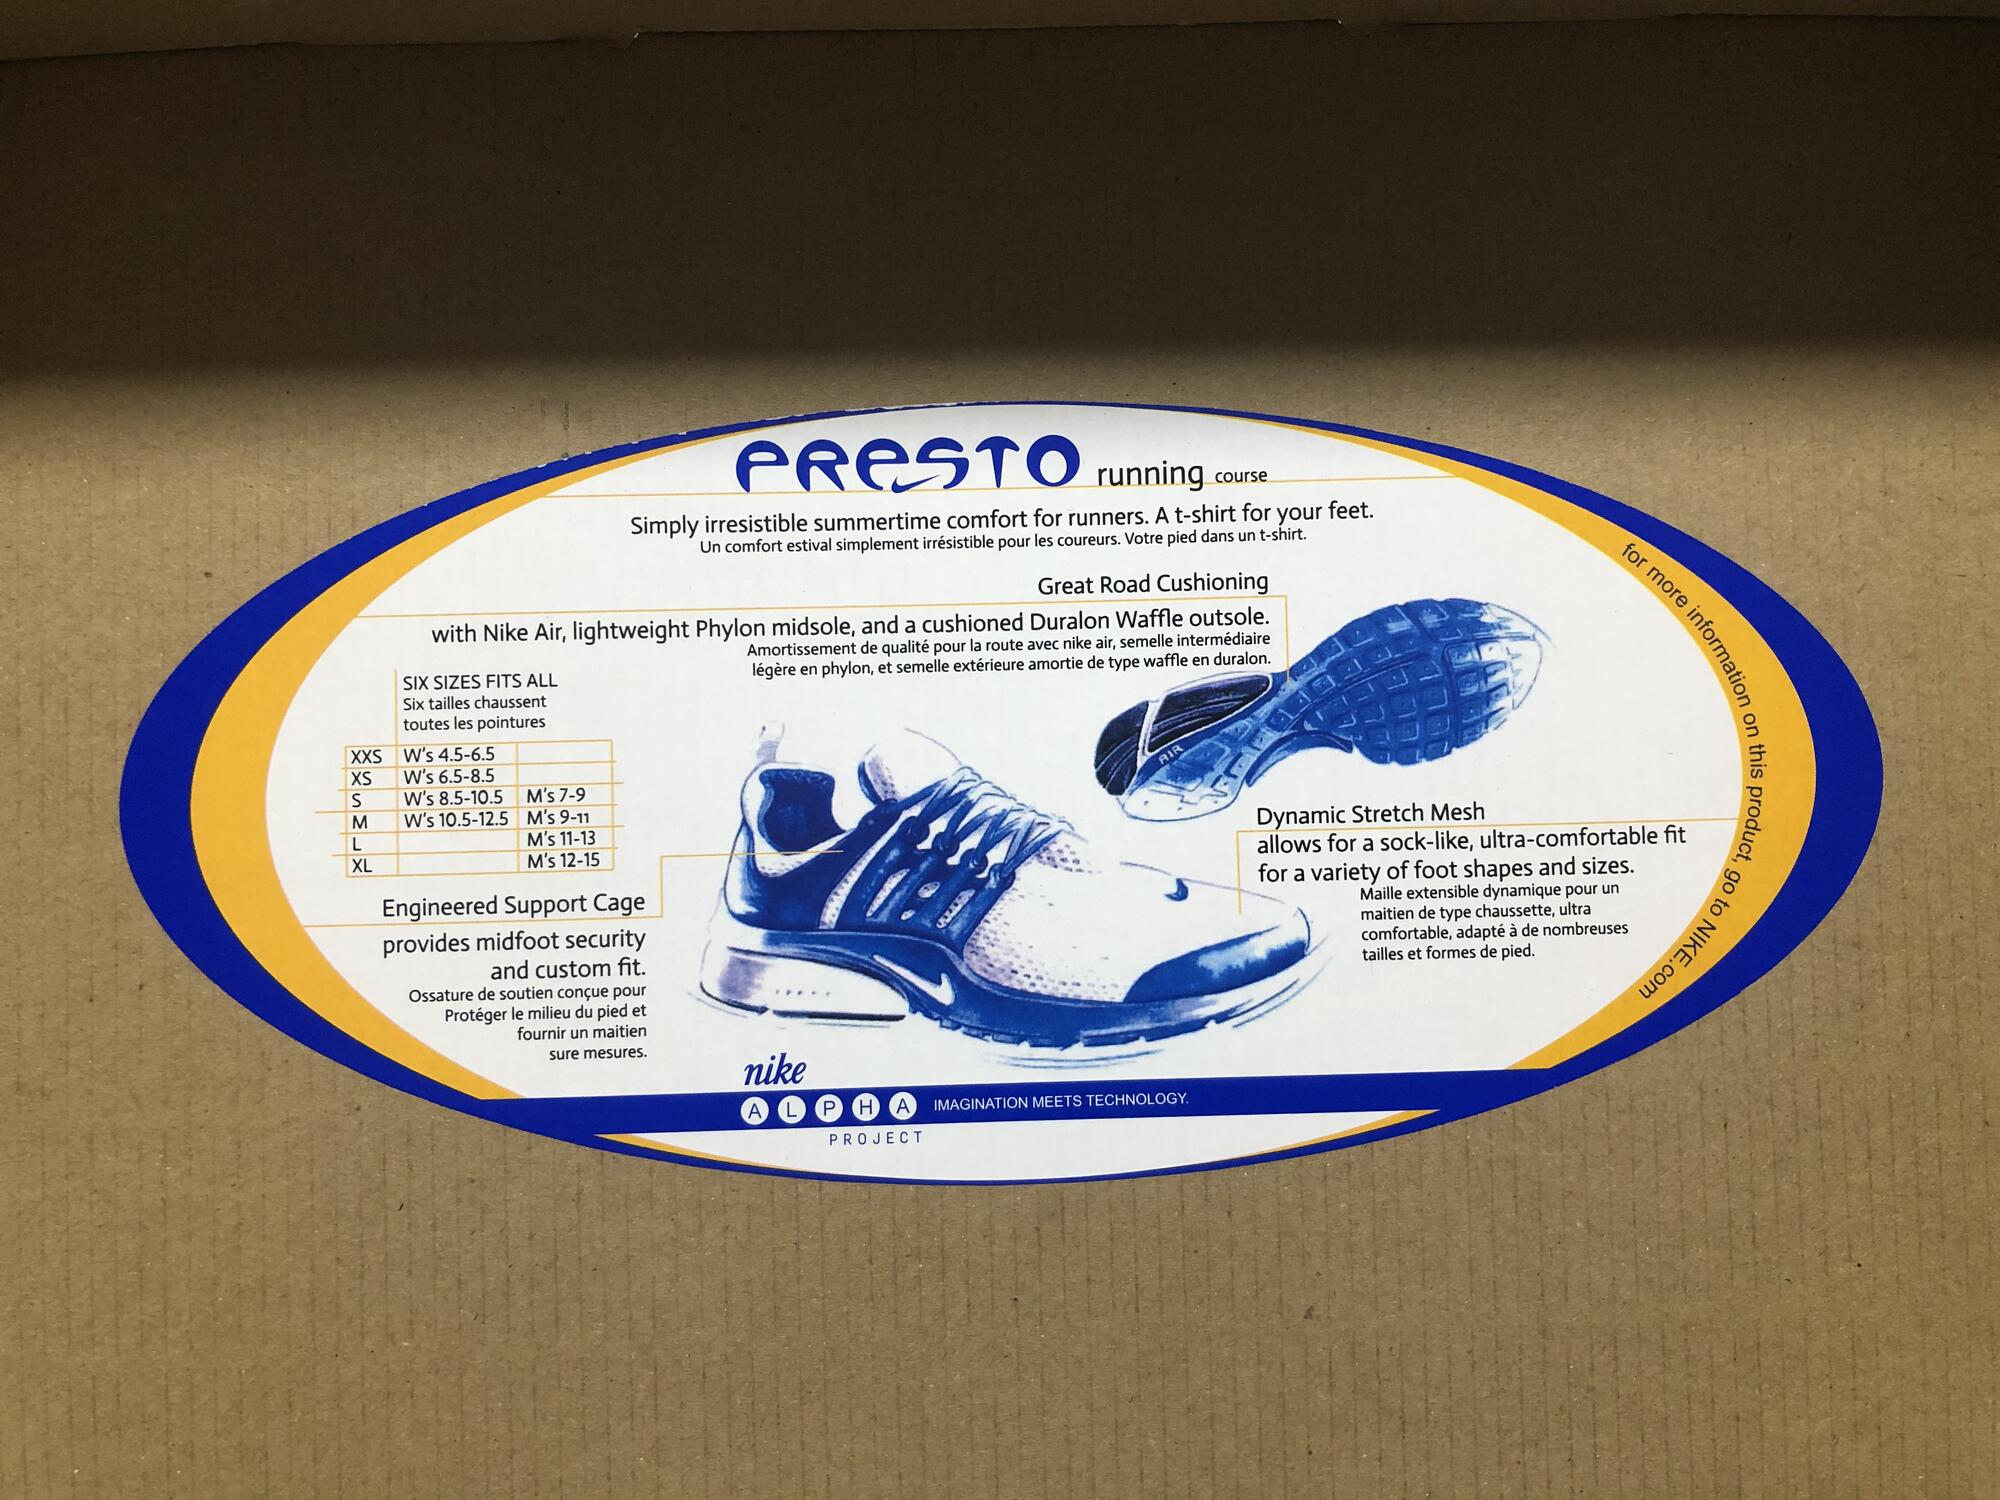 PRESTO running course
Simply irresistible summertime comfort for runners. A t-shirt for your feet.
Un comfort estival simplement irrésistible pour les coureurs. Votre pied dans un t-shirt.
Great Road Cushioning
with Nike Air, lightweight Phylon midsole, and a cushioned Duralon Waffle outsole.
Amortissement de qualité pour la route avec nike air, semelle intermédiaire
légère en phylon, et semelle extérieure amortie de type waffle en duralon.
SIX SIZES FITS ALL
Six tailles chaussent
toutes les pointures
XXS W's 4.5-6.5
XS W's 6.5-8.5
S W's 8.5-10.5 M's 7-9
M W's 10.5-12.5 M's 9-11
L M's 11-13
XL M's 12-15
Engineered Support Cage
provides midfoot security
and custom fit.
Ossature de soutien conçue pour
Protéger le milieu du pied et
fournir un maitien
sure mesures.
AIR
Dynamic Stretch Mesh
allows for a sock-like, ultra-comfortable fit
for a variety of foot shapes and sizes.
Maille extensible dynamique pour un
maitien de type chaussette, ultra
comfortable, adapté à de nombreuses
tailles et formes de pied.
for more information on this product, go to NIKE.com
nike
ALPHA IMAGINATION MEETS TECHNOLOGY.
PROJECT